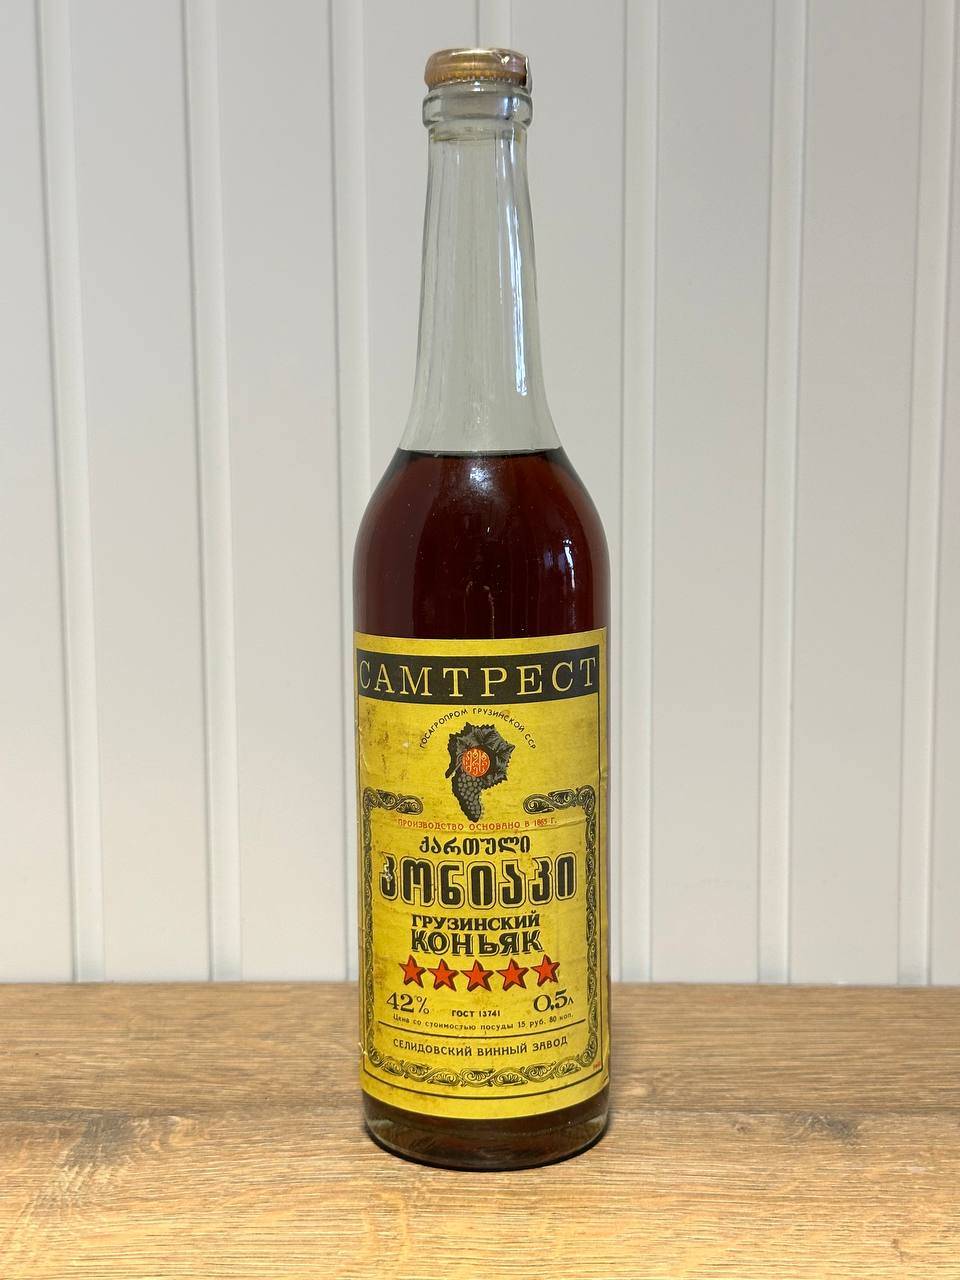 САМТРЕСТ
ГОСАГРОПРОМ ГРУЗИНСКОЙ ССР
ПРОИЗВОДСТВО ОСНОВАНО В 1865 Г.
ქართული
კონიაკი
ГРУЗИНСКИЙ
КОНЬЯК
42% ГОСТ 13741 0,5л
Цена со стоимостью посуды 15 руб. 80 коп.
СЕЛИДОВСКИЙ ВИННЫЙ ЗАВОД